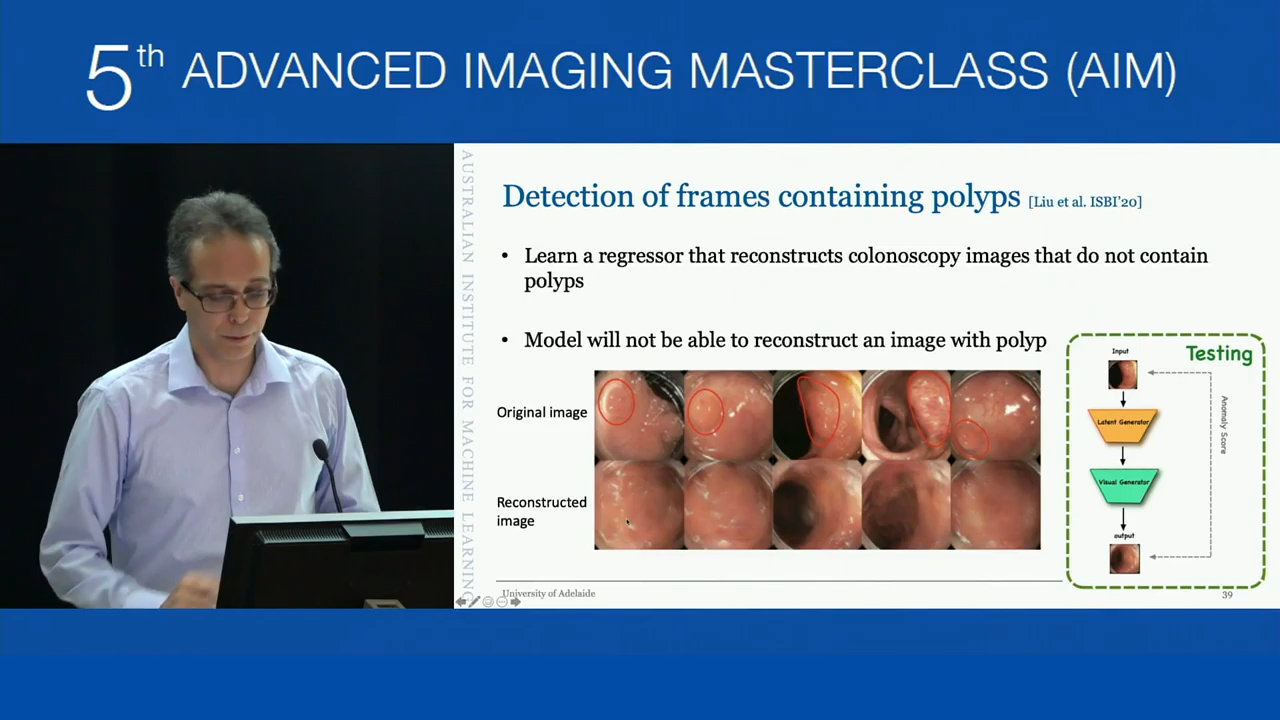 5th ADVANCED IMAGING MASTERCLASS (AIM)
AUSTRALIAN INSTITUTE FOR MACHINE LEARNING
Detection of frames containing polyps [Liu et al. ISBI'20]
• Learn a regressor that reconstructs colonoscopy images that do not contain
polyps
• Model will not be able to reconstruct an image with polyp
Original image
Reconstructed
image
Testing
Input
Latent Generator
Visual Generator
output
Anomaly Score
University of Adelaide
39